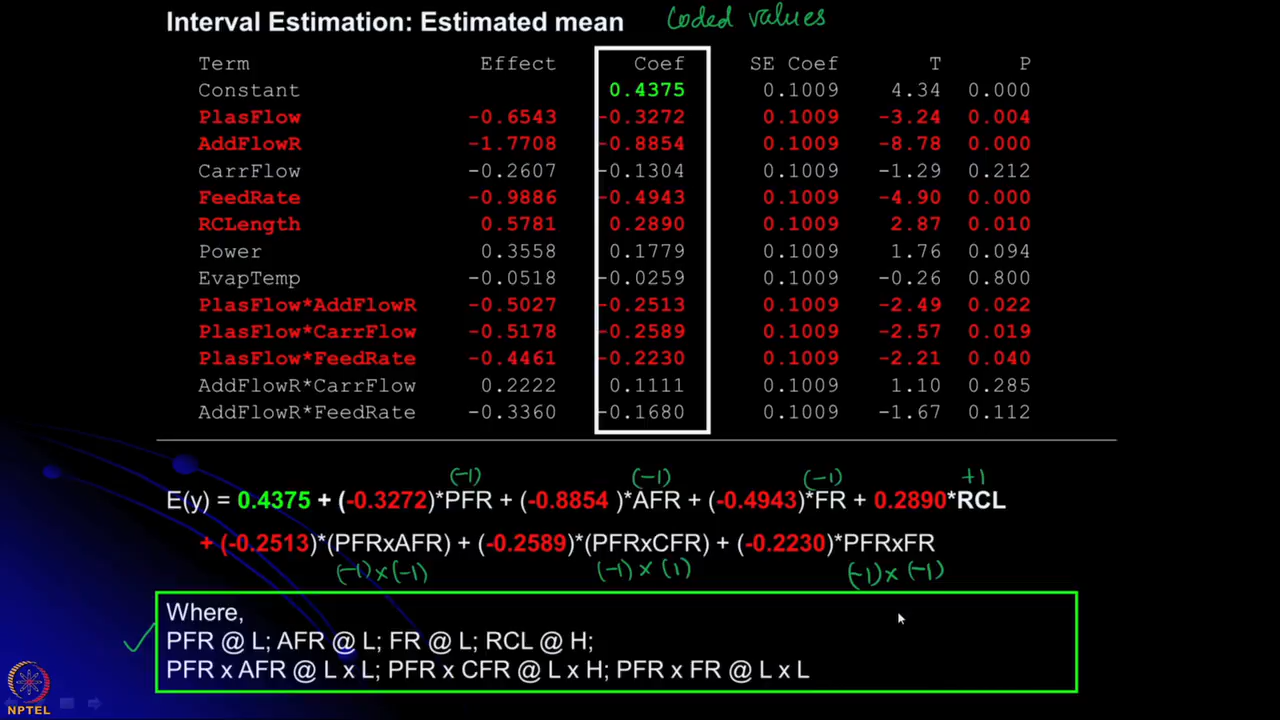 Interval Estimation: Estimated mean Coded values
Term Effect Coef SE Coef T P
Constant 0.4375 0.1009 4.34 0.000
PlasFlow -0.6543 -0.3272 0.1009 -3.24 0.004
AddFlowR -1.7708 -0.8854 0.1009 -8.78 0.000
CarrFlow -0.2607 -0.1304 0.1009 -1.29 0.212
FeedRate -0.9886 -0.4943 0.1009 -4.90 0.000
RCLength 0.5781 0.2890 0.1009 2.87 0.010
Power 0.3558 0.1779 0.1009 1.76 0.094
EvapTemp -0.0518 -0.0259 0.1009 -0.26 0.800
PlasFlow*AddFlowR -0.5027 -0.2513 0.1009 -2.49 0.022
PlasFlow*CarrFlow -0.5178 -0.2589 0.1009 -2.57 0.019
PlasFlow*FeedRate -0.4461 -0.2230 0.1009 -2.21 0.040
AddFlowR*CarrFlow 0.2222 0.1111 0.1009 1.10 0.285
AddFlowR*FeedRate -0.3360 -0.1680 0.1009 -1.67 0.112
(-1) (-1) (-1) +1
E(y) = 0.4375 + (-0.3272)*PFR + (-0.8854 )*AFR + (-0.4943)*FR + 0.2890*RCL
+ (-0.2513)*(PFRxAFR) + (-0.2589)*(PFRxCFR) + (-0.2230)*PFRxFR
(-1)x(-1) (-1) x (1) (-1)x (-1)
Where,
PFR @ L; AFR @ L; FR @ L; RCL @ H;
PFR x AFR @ L x L; PFR x CFR @ L x H; PFR x FR @ L x L
NPTEL